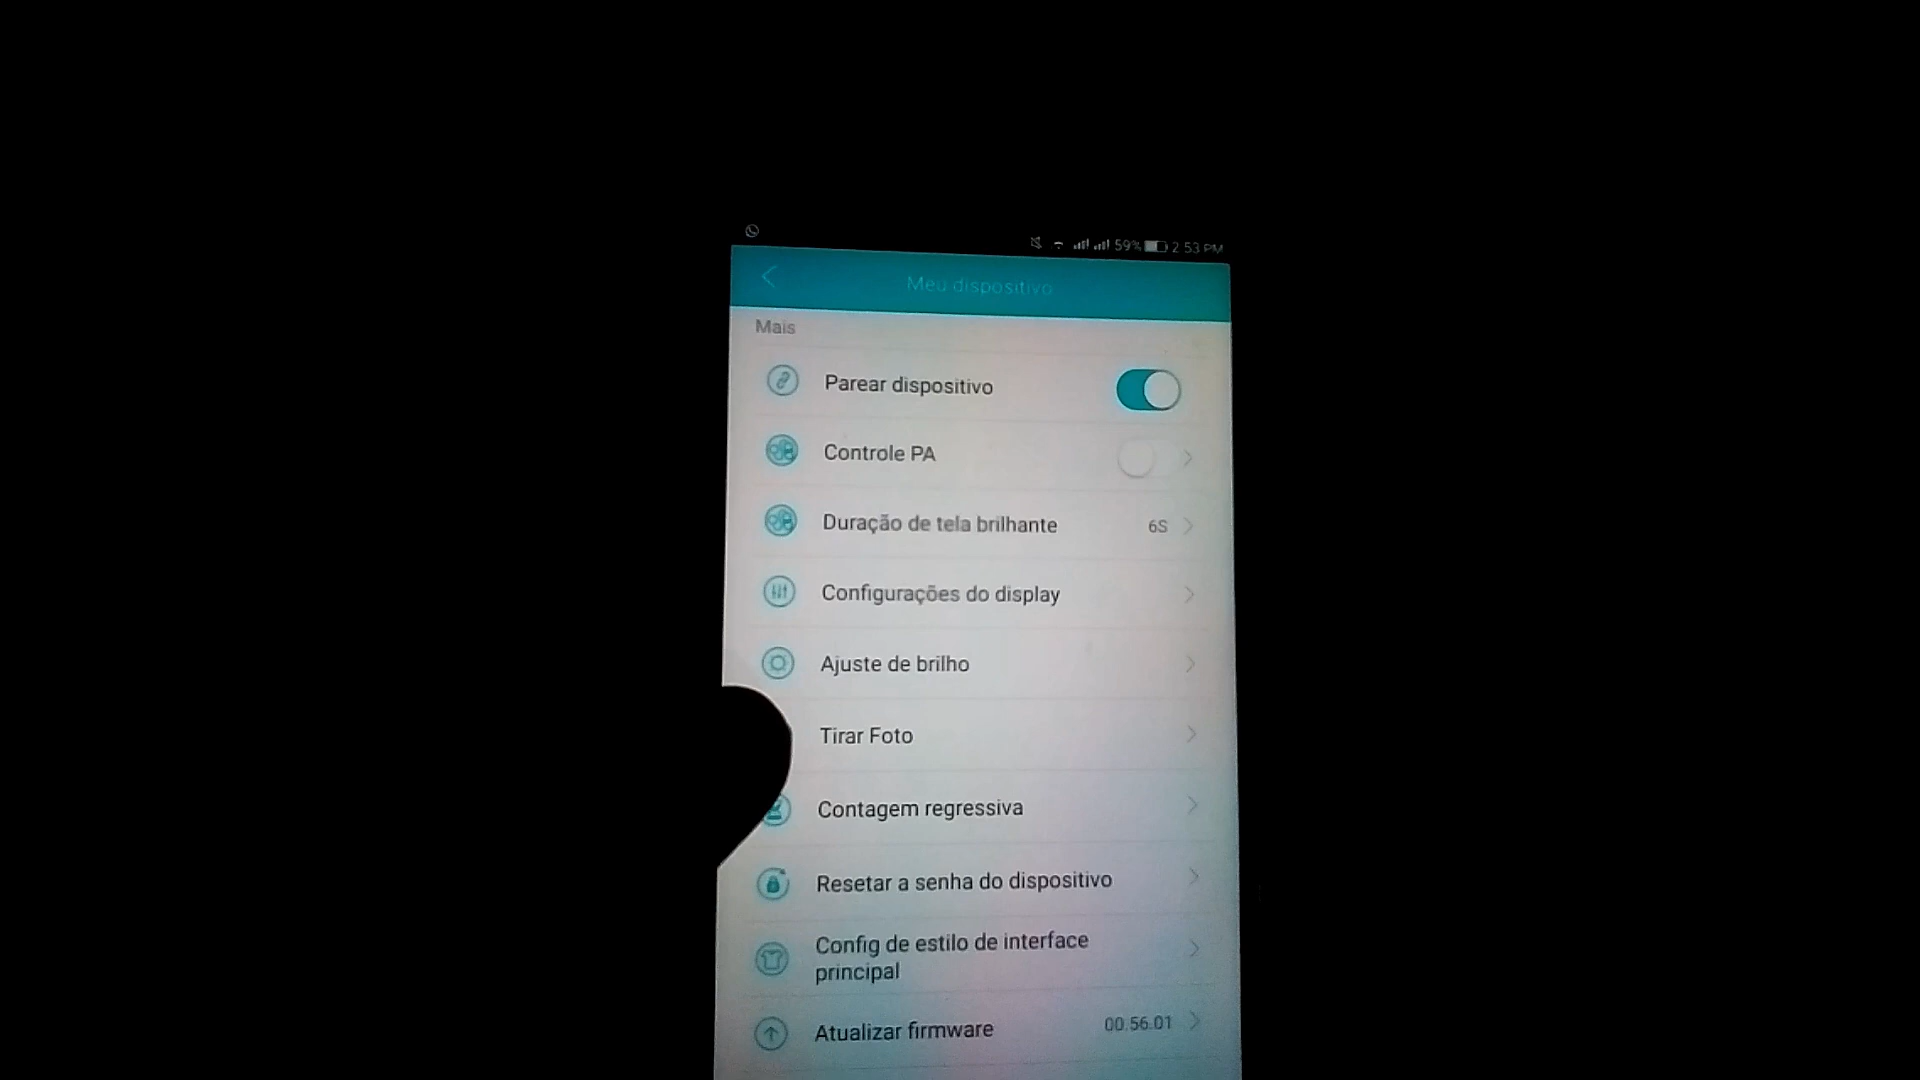 59% 2 53 PM
Meu dispositivo
Mais
Parear dispositivo
Controle PA
Duração de tela brilhante 6S
Configurações do display
Ajuste de brilho
Tirar Foto
Contagem regressiva
Resetar a senha do dispositivo
Config de estilo de interface
principal
Atualizar firmware 00.56.01